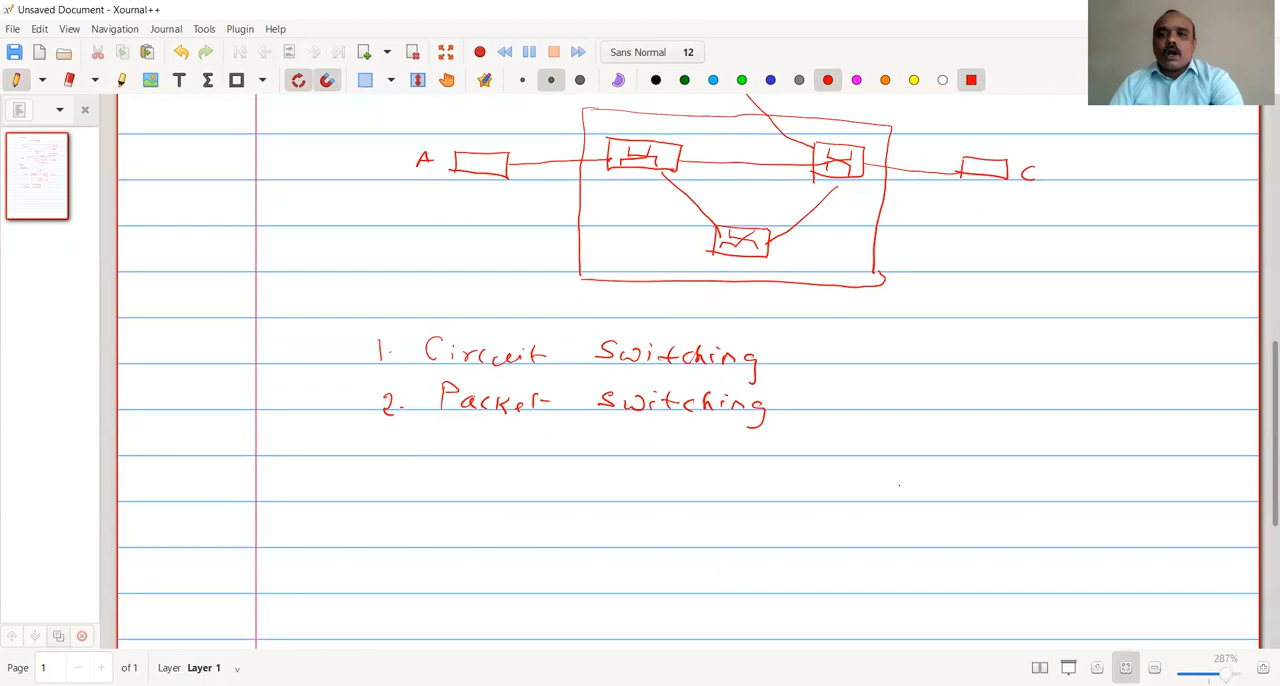 Unsaved Document - Xournal++
File Edit View Navigation Journal Tools Plugin Help
Sans Normal 12
A
C
1. Circuit Switching
2. Packet Switching
Page 1 of 1 Layer Layer 1
287%